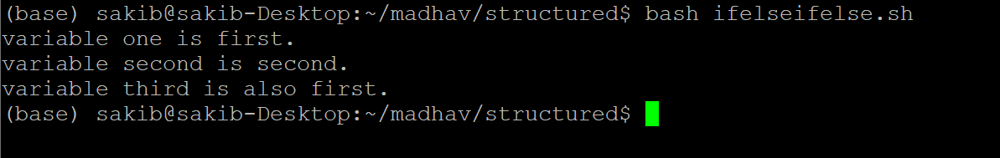 (base) sakib@sakib-Desktop:~/madhav/structured$ bash ifelseifelse.sh
variable one is first.
variable second is second.
variable third is also first.
(base) sakib@sakib-Desktop:~/madhav/structured$